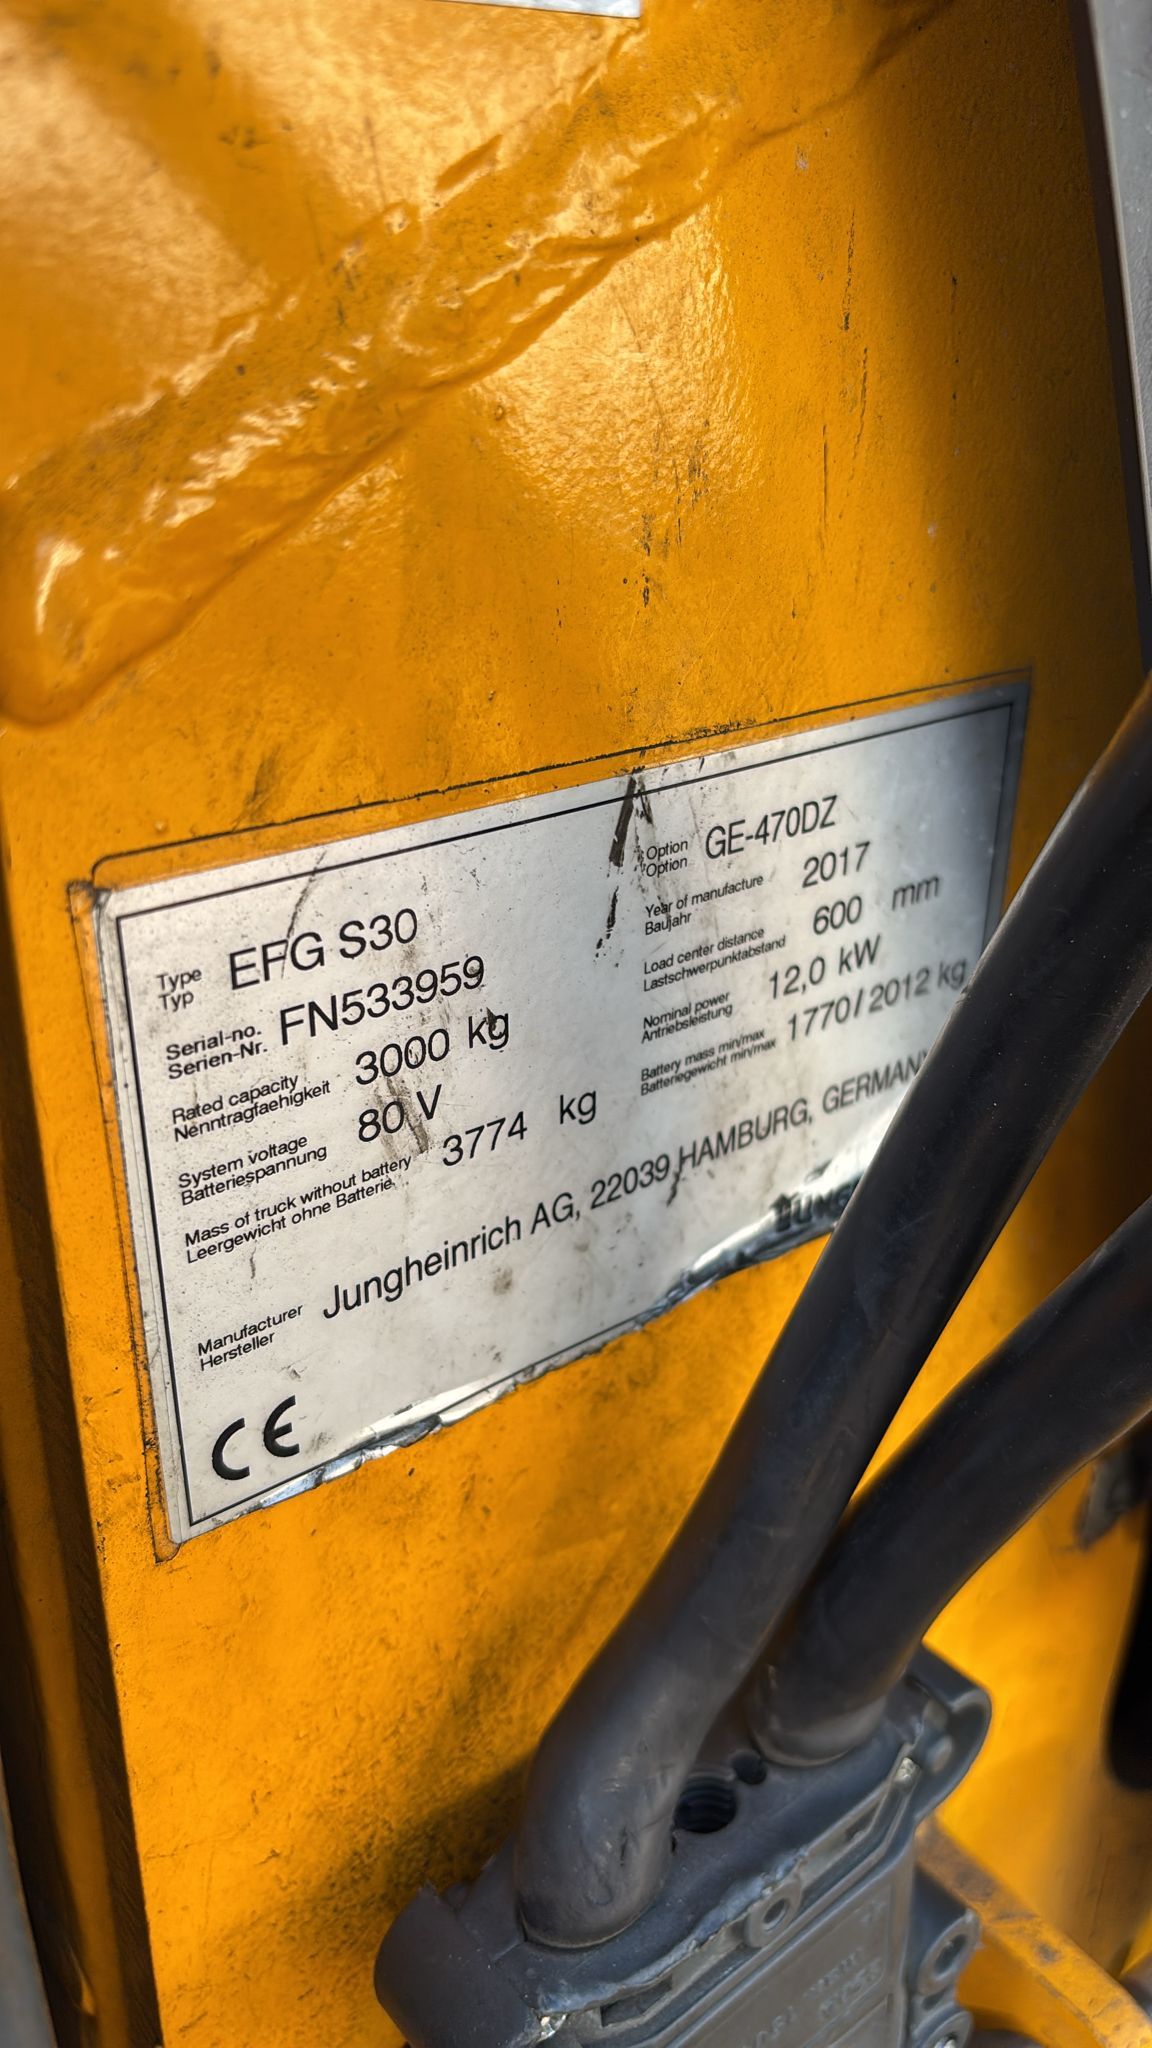 Type EFG S30
Typ
Serial-no. FN533959
Serien-Nr.
Rated capacity 3000 kg
Nenntragfaehigkeit
System voltage 80 V
Batteriespannung
Mass of truck without battery 3774 kg
Leergewicht ohne Batterie
Option GE-470DZ
Option
Year of manufacture 2017
Baujahr
Load center distance 600 mm
Lastschwerpunktabstand
Nominal power 12,0 kW
Antriebsleistung
Battery mass min/max 1770/2012 kg
Batteriegewicht min/max
Manufacturer Jungheinrich AG, 22039 HAMBURG, GERMANY
Hersteller
CE